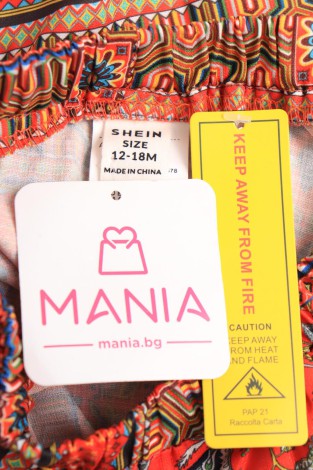 SHEIN
SIZE
12-18M
MADE IN CHINA
KEEP AWAY FROM FIRE
MANIA
mania.bg
CAUTION
KEEP AWAY
FROM HEAT
AND FLAME
PAP 21
Raccolta Carta